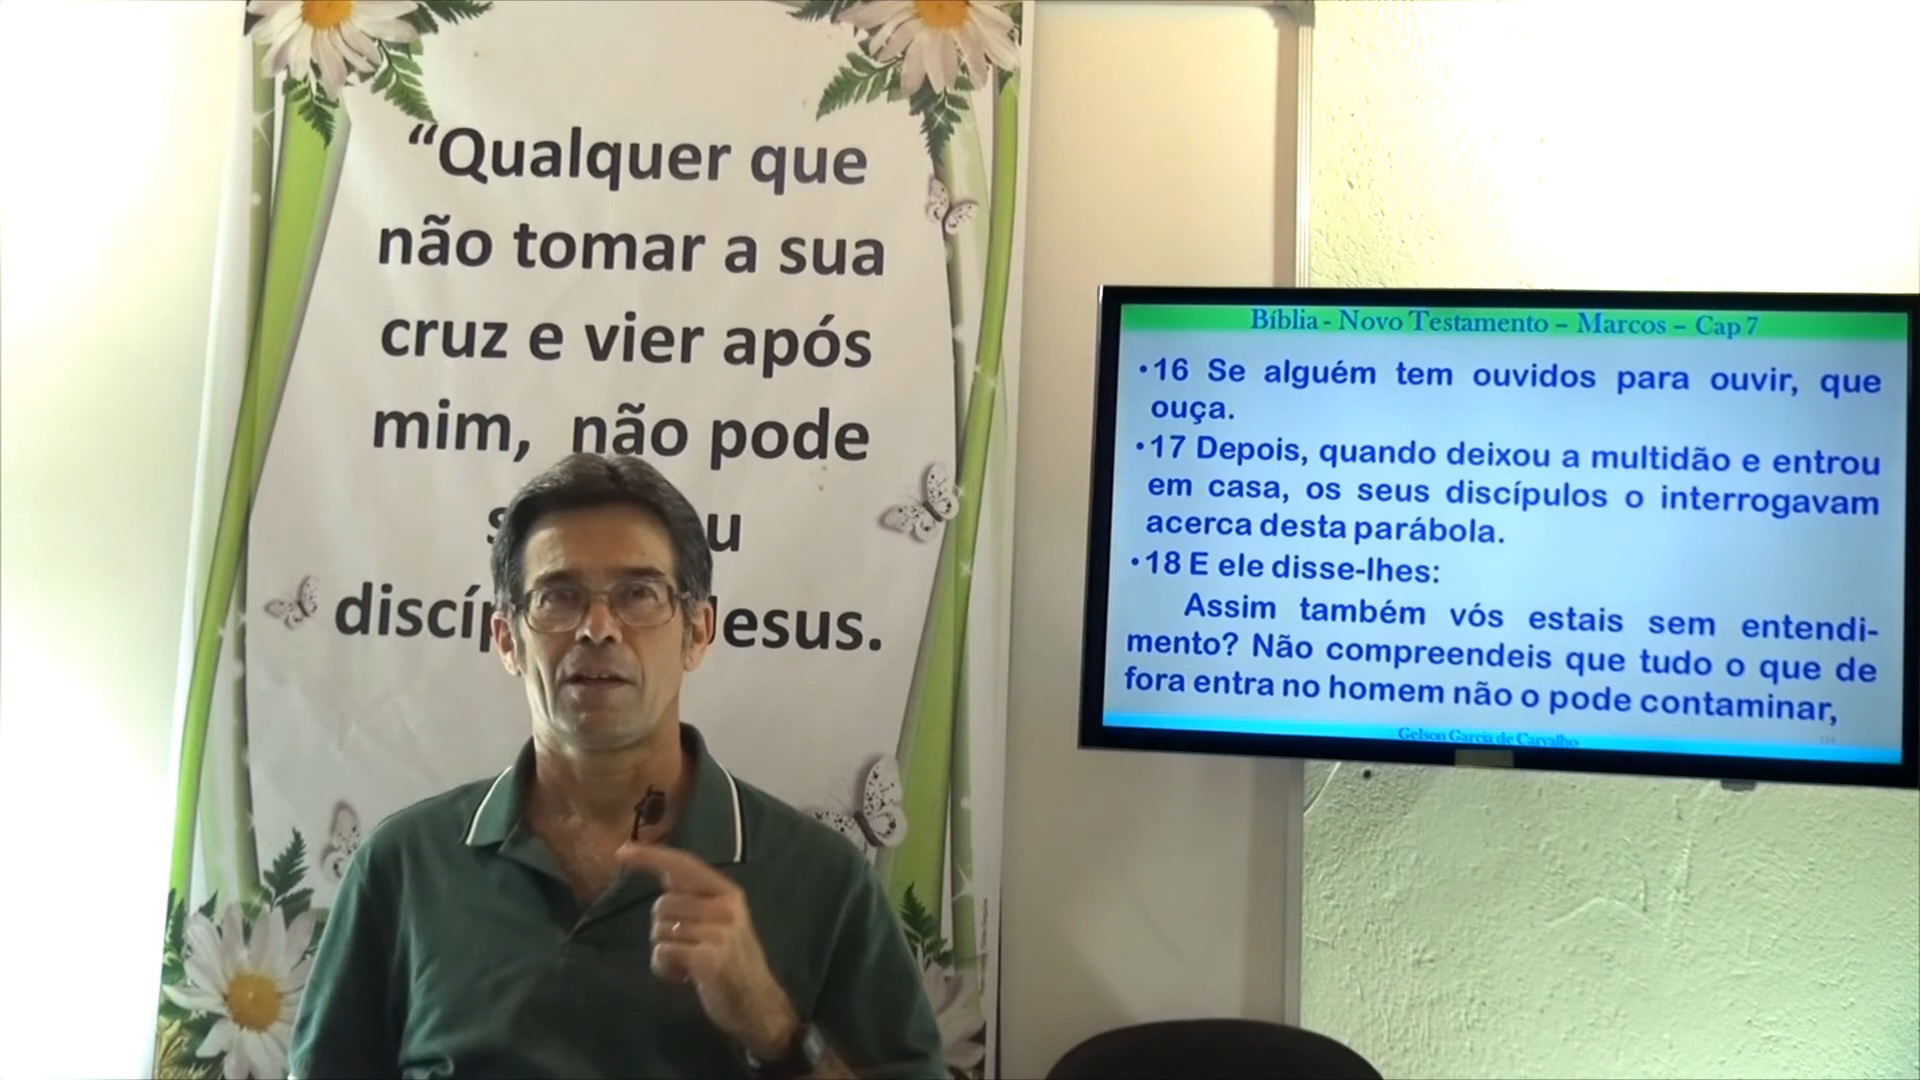 “Qualquer que
não tomar a sua
cruz e vier após
mim, não pode
u
discíp Jesus.
Bíblia - Novo Testamento – Marcos – Cap 7
•16 Se alguém tem ouvidos para ouvir, que
ouça.
•17 Depois, quando deixou a multidão e entrou
em casa, os seus discípulos o interrogavam
acerca desta parábola.
•18 E ele disse-lhes:
Assim também vós estais sem entendi-
mento? Não compreendeis que tudo o que de
fora entra no homem não o pode contaminar,
Gelson Garcia de Carvalho